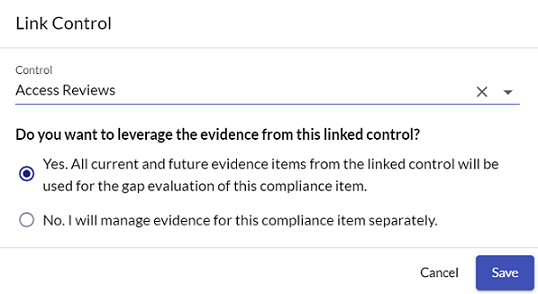 Link Control
Control
Access Reviews
Do you want to leverage the evidence from this linked control?
Yes. All current and future evidence items from the linked control will be
used for the gap evaluation of this compliance item.
No. I will manage evidence for this compliance item separately.
Cancel Save